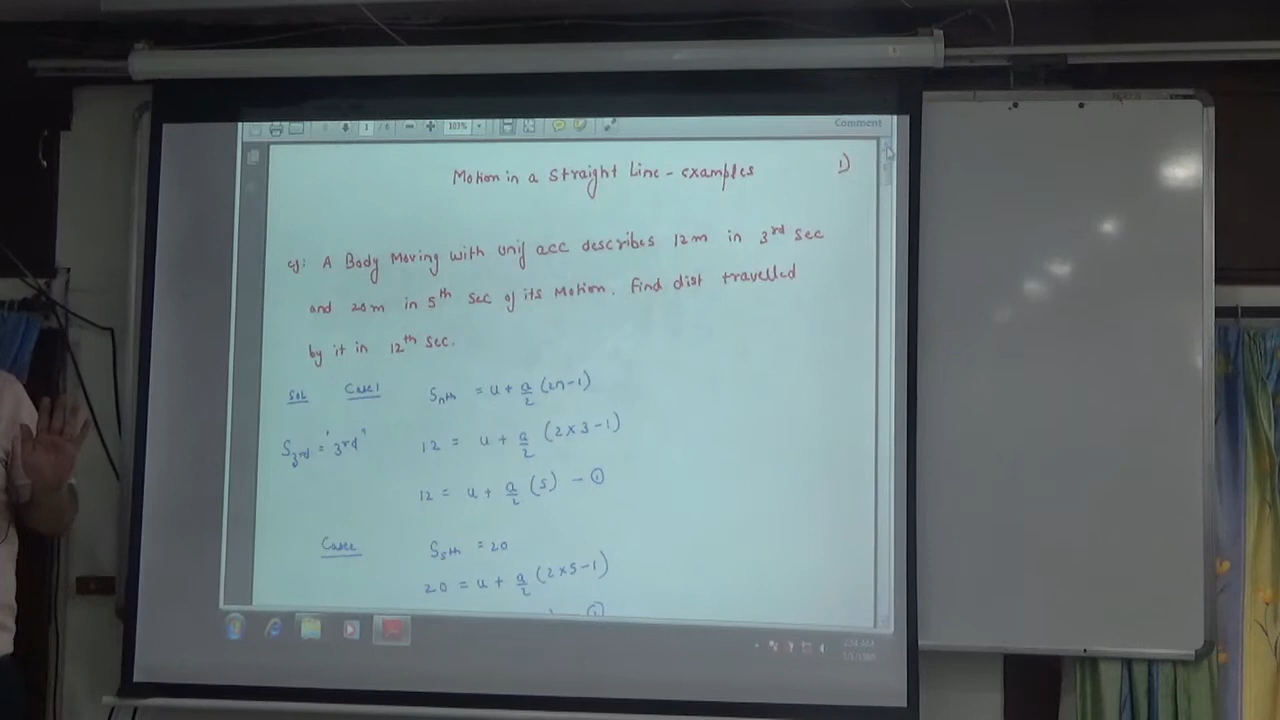 1 / 6 103% Comment
Motion in a Straight Line - examples 1)
eg: A Body Moving with unif acc describes 12m in 3rd sec
and 20m in 5th sec of its Motion. Find dist travelled
by it in 12th sec.
Sol Case1 Snth = u + a/2 (2n-1)
S3rd = '3rd' 12 = u + a/2 (2×3-1)
12 = u + a/2 (5) - ①
Case2 S5th = 20
20 = u + a/2 (2×5-1)